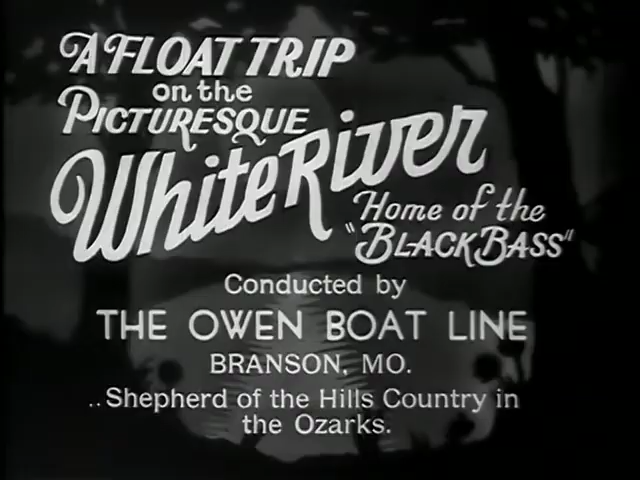 A FLOAT TRIP
on the
PICTURESQUE
White River
Home of the
"BLACK BASS"
Conducted by
THE OWEN BOAT LINE
BRANSON, MO.
..Shepherd of the Hills Country in
the Ozarks.